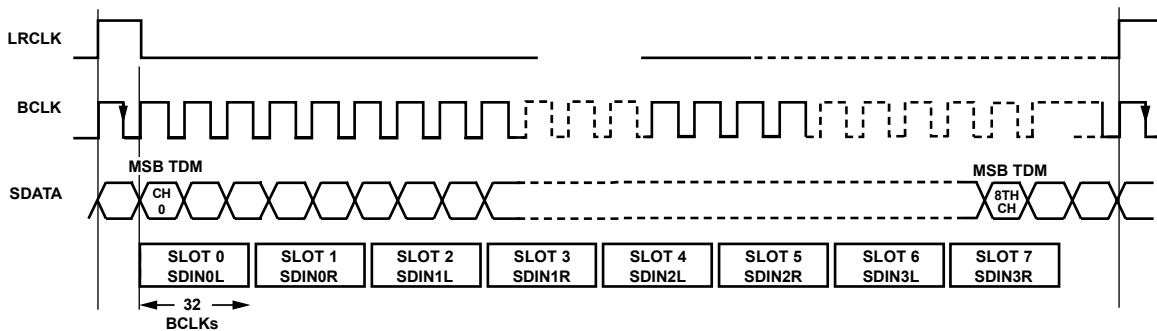 LRCLK
BCLK
MSB TDM
MSB TDM
SDATA
CH
0
8TH
CH
SLOT 0
SDIN0L
SLOT 1
SDIN0R
SLOT 2
SDIN1L
SLOT 3
SDIN1R
SLOT 4
SDIN2L
SLOT 5
SDIN2R
SLOT 6
SDIN3L
SLOT 7
SDIN3R
32
BCLKs